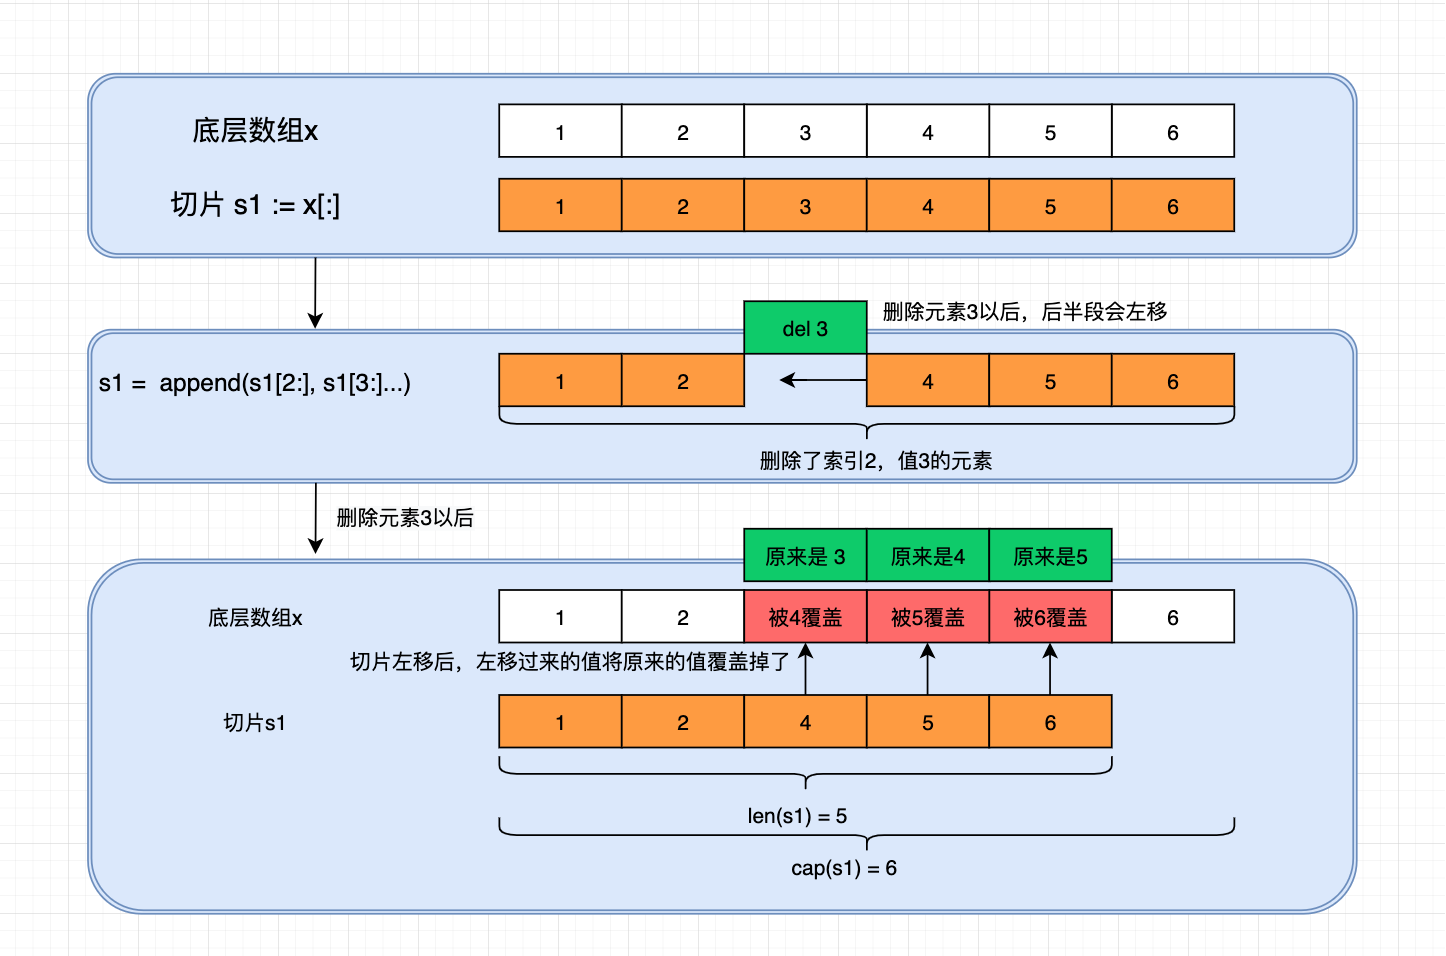 底层数组x
1 2 3 4 5 6
切片 s1 := x[:]
1 2 3 4 5 6
del 3
删除元素3以后，后半段会左移
s1 = append(s1[2:], s1[3:]...)
1 2 4 5 6
删除了索引2，值3的元素
删除元素3以后
原来是 3 原来是4 原来是5
底层数组x
1 2 被4覆盖 被5覆盖 被6覆盖 6
切片左移后，左移过来的值将原来的值覆盖掉了
切片s1
1 2 4 5 6
len(s1) = 5
cap(s1) = 6